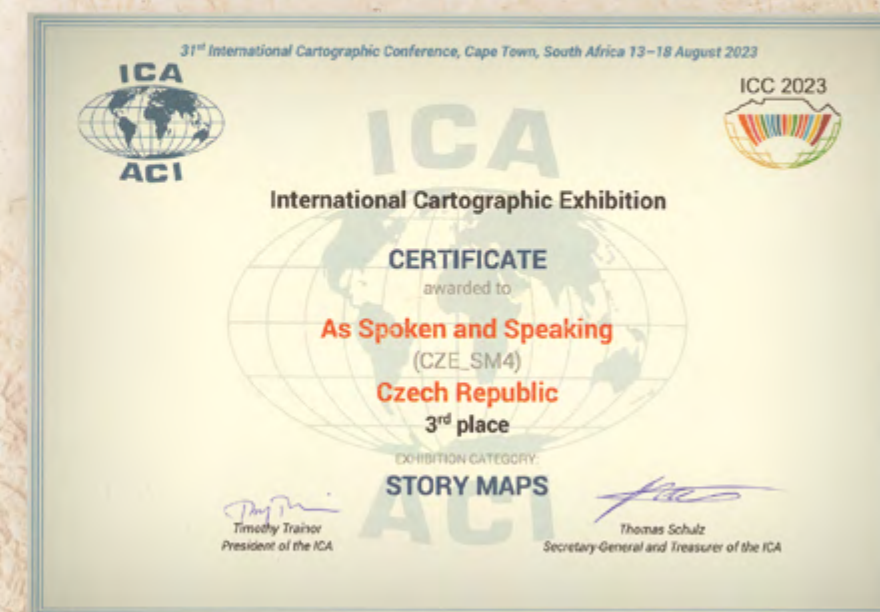 31st International Cartographic Conference, Cape Town, South Africa 13–18 August 2023
ICA
ACI
ICC 2023
ICA
International Cartographic Exhibition
CERTIFICATE
awarded to
As Spoken and Speaking
(CZE_SM4)
Czech Republic
3rd place
EXHIBITION CATEGORY:
STORY MAPS
ACI
Timothy Trainor
President of the ICA
Thomas Schulz
Secretary-General and Treasurer of the ICA